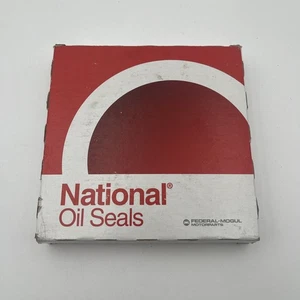 National®
Oil Seals
FEDERAL-MOGUL
MOTORPARTS